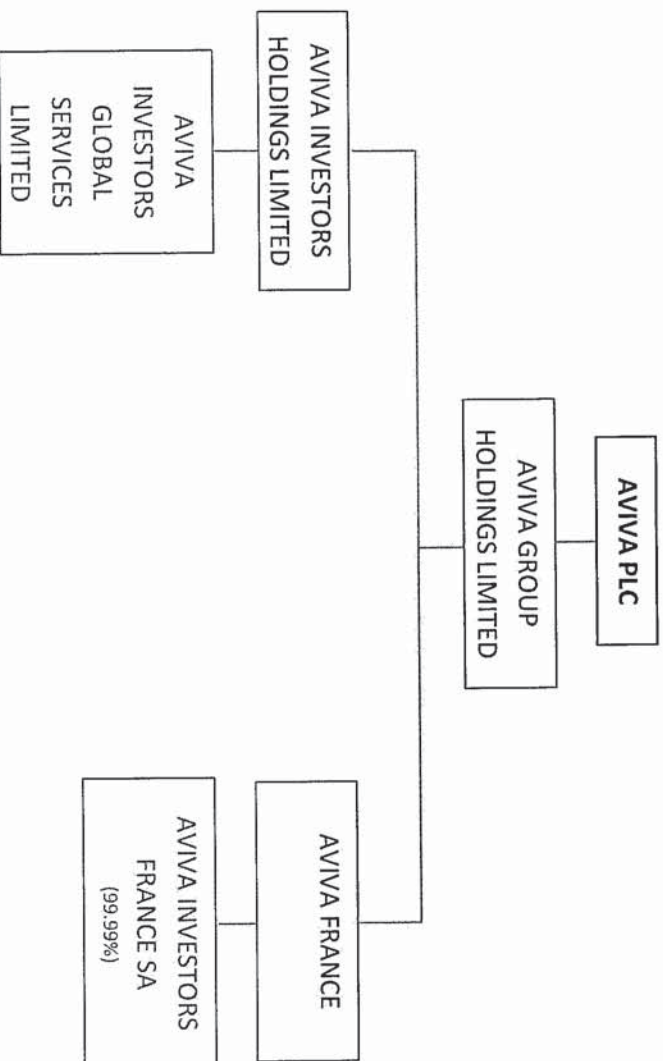 AVIVA PLC
AVIVA GROUP
HOLDINGS LIMITED
AVIVA INVESTORS
HOLDINGS LIMITED
AVIVA
INVESTORS
GLOBAL
SERVICES
LIMITED
AVIVA FRANCE
AVIVA INVESTORS
FRANCE SA
(99.99%)